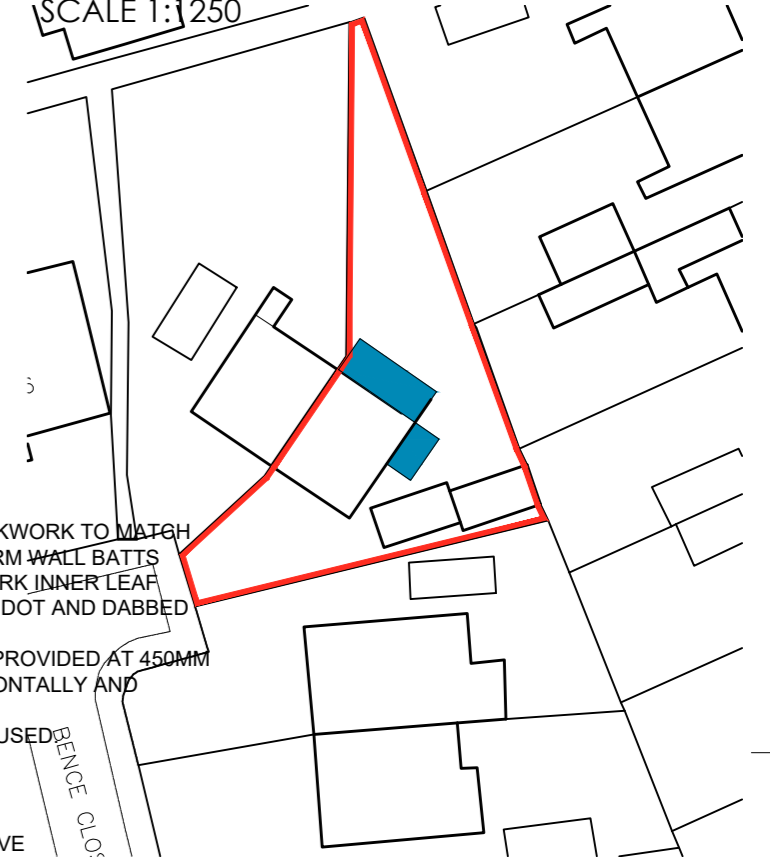 SCALE 1:1250
KWORK TO MATCH
RM WALL BATTS
RK INNER LEAF
DOT AND DABBED
PROVIDED AT 450MM
ONTALLY AND
USED
BENCE CLOS
VE